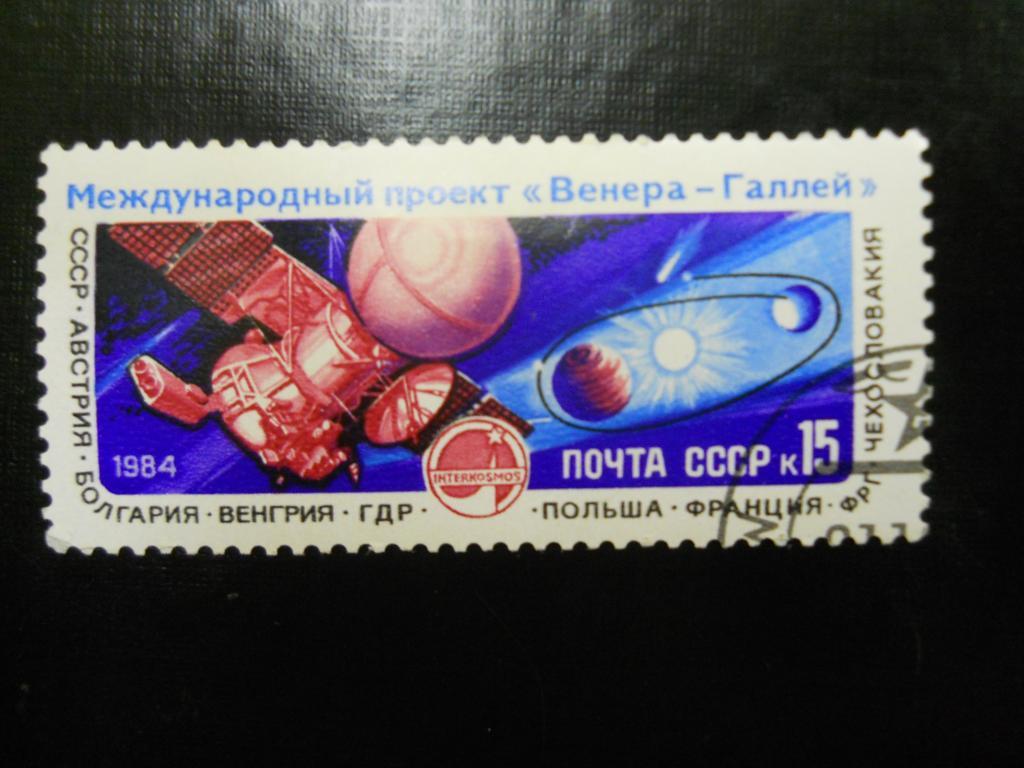 Международный проект «Венера – Галлей»
СССР · АВСТРИЯ · БОЛГАРИЯ · ВЕНГРИЯ · ГДР ·
· ПОЛЬША · ФРАНЦИЯ · ФРГ · ЧЕХОСЛОВАКИЯ
1984
INTERKOSMOS
ПОЧТА СССР к15